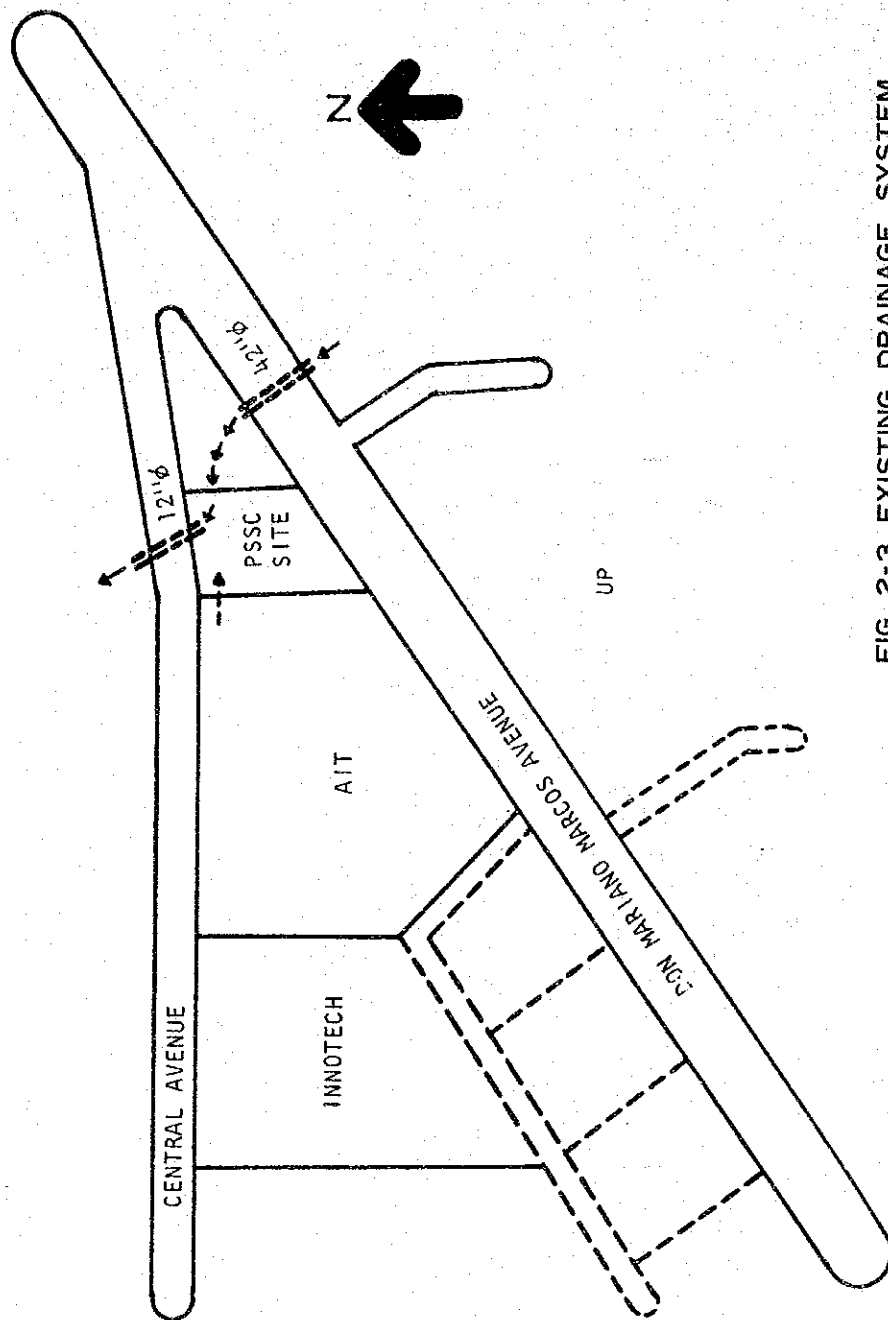 N
42"ø
12"ø
PSSC
SITE
UP
AIT
DON MARIANO MARCOS AVENUE
INNOTECH
CENTRAL AVENUE
FIG. 2-3 EXISTING DRAINAGE SYSTEM